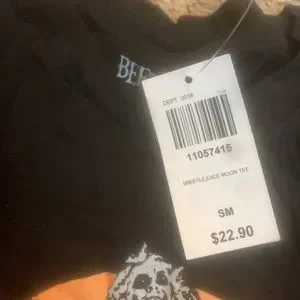 BEE
DEPT 0016
11057415
BEETLEJUICE MOON TEE
SM
$22.90